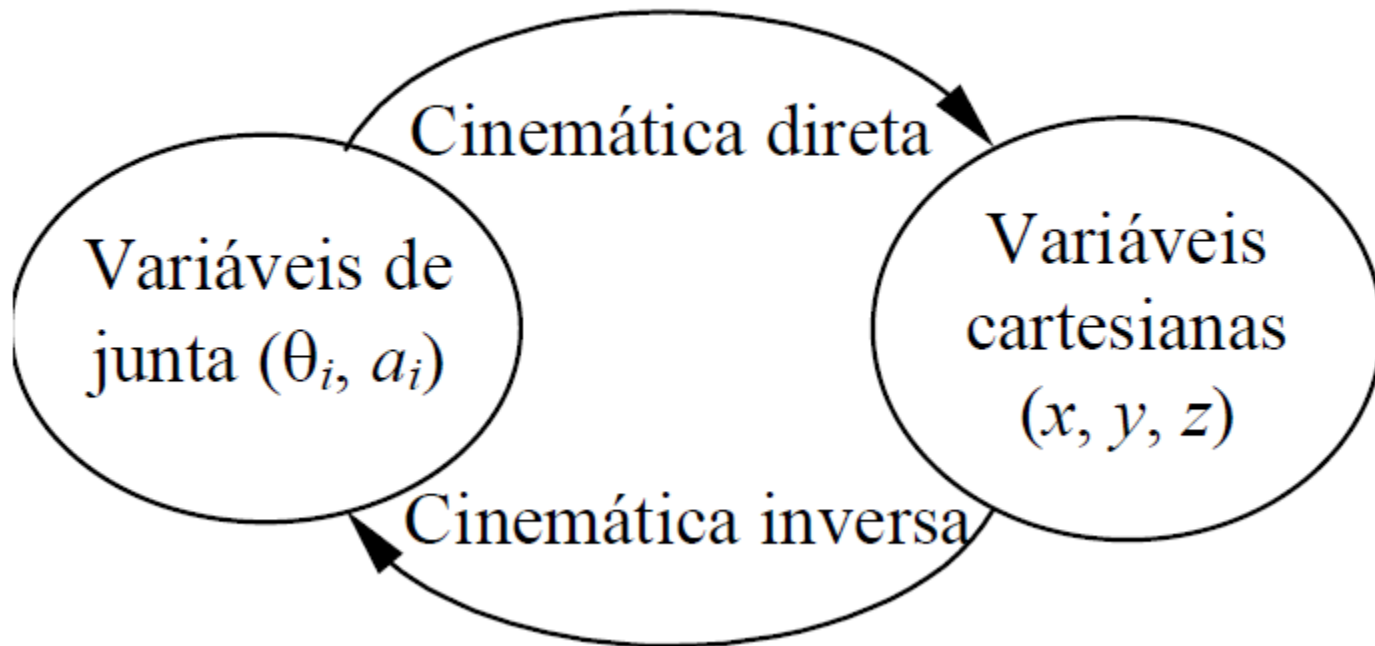 Cinemática direta
Variáveis de
junta (θi, ai)
Variáveis
cartesianas
(x, y, z)
Cinemática inversa